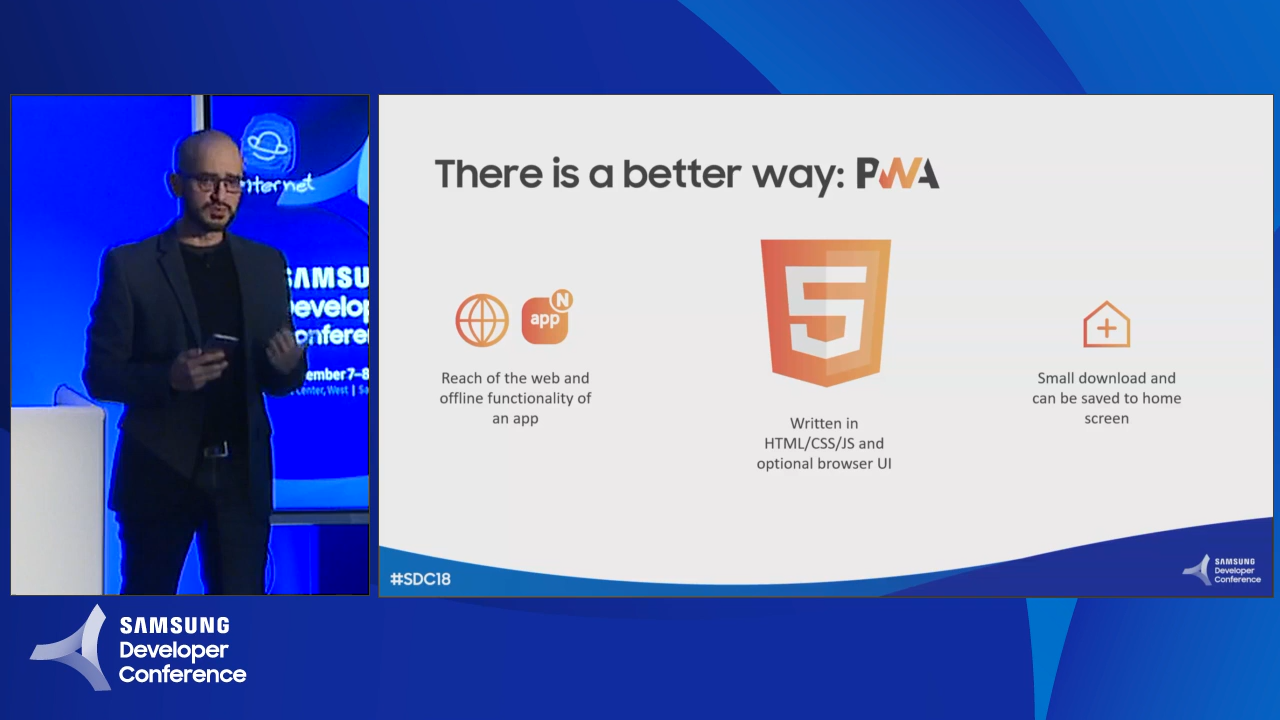 There is a better way: PWA
N
app
Reach of the web and
offline functionality of
an app
5
Written in
HTML/CSS/JS and
optional browser UI
Small download and
can be saved to home
screen
#SDC18
SAMSUNG
Developer
Conference
SAMSUNG
Developer
Conference